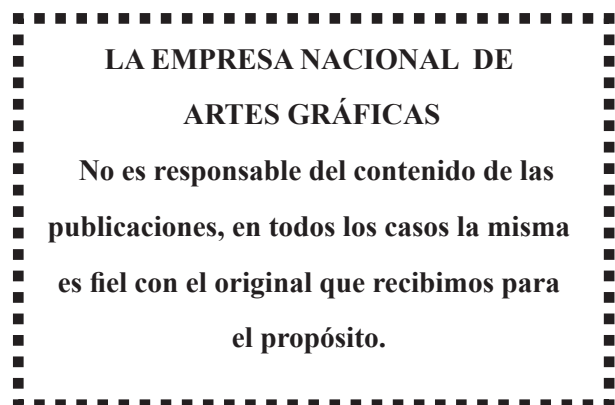 LA EMPRESA NACIONAL DE
ARTES GRÁFICAS
No es responsable del contenido de las
publicaciones, en todos los casos la misma
es fiel con el original que recibimos para
el propósito.